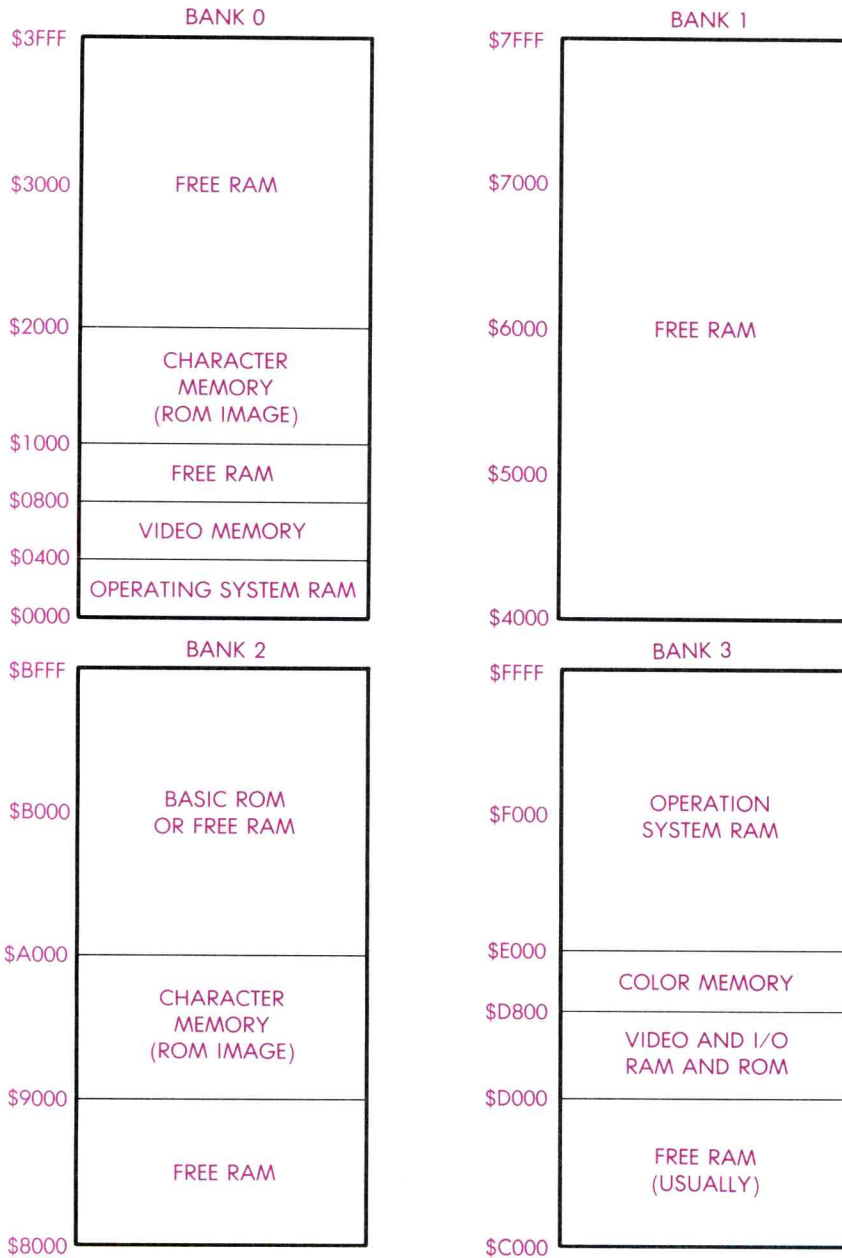 BANK 0
$3FFF
$3000
FREE RAM
$2000
CHARACTER
MEMORY
(ROM IMAGE)
$1000
FREE RAM
$0800
VIDEO MEMORY
$0400
OPERATING SYSTEM RAM
$0000
BANK 1
$7FFF
$7000
$6000
FREE RAM
$5000
$4000
BANK 2
$BFFF
$B000
BASIC ROM
OR FREE RAM
$A000
CHARACTER
MEMORY
(ROM IMAGE)
$9000
FREE RAM
$8000
BANK 3
$FFFF
$F000
OPERATION
SYSTEM RAM
$E000
COLOR MEMORY
$D800
VIDEO AND I/O
RAM AND ROM
$D000
FREE RAM
(USUALLY)
$C000